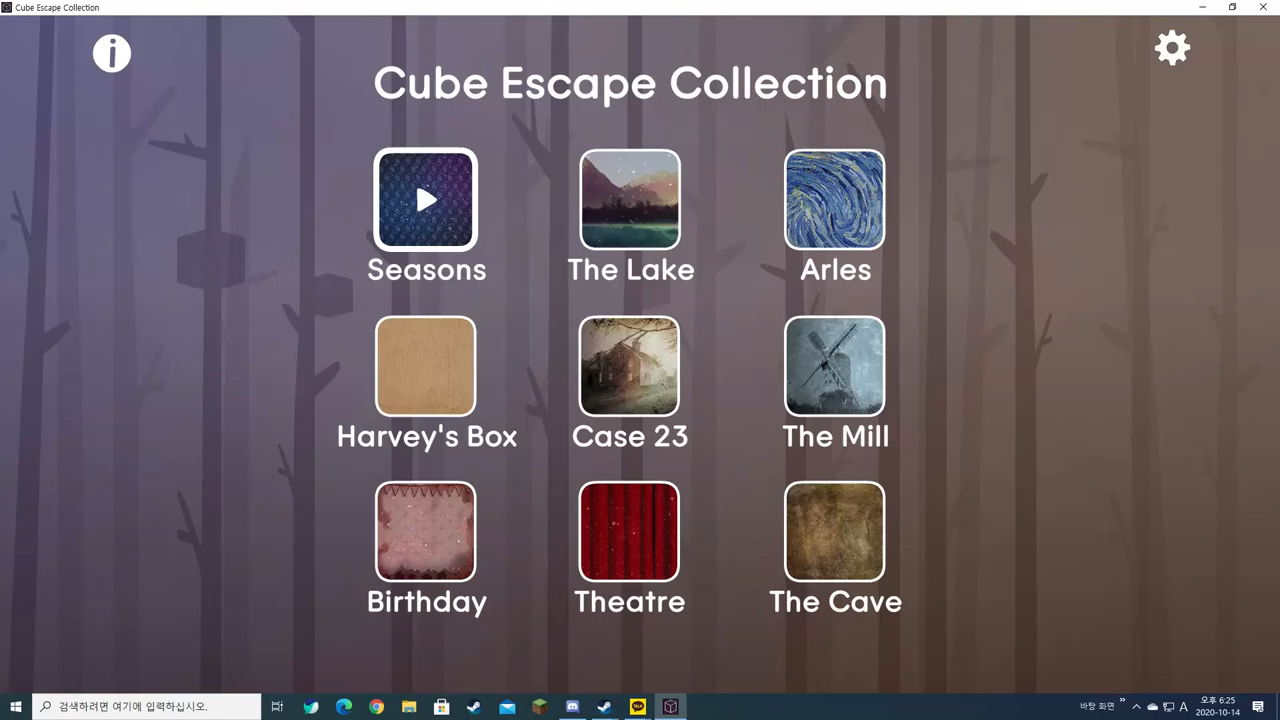 Cube Escape Collection
i
Cube Escape Collection
Seasons
The Lake
Arles
Harvey's Box
Case 23
The Mill
Birthday
Theatre
The Cave
검색하려면 여기에 입력하십시오.
TALK
바탕 화면
A
오후 6:25
2020-10-14